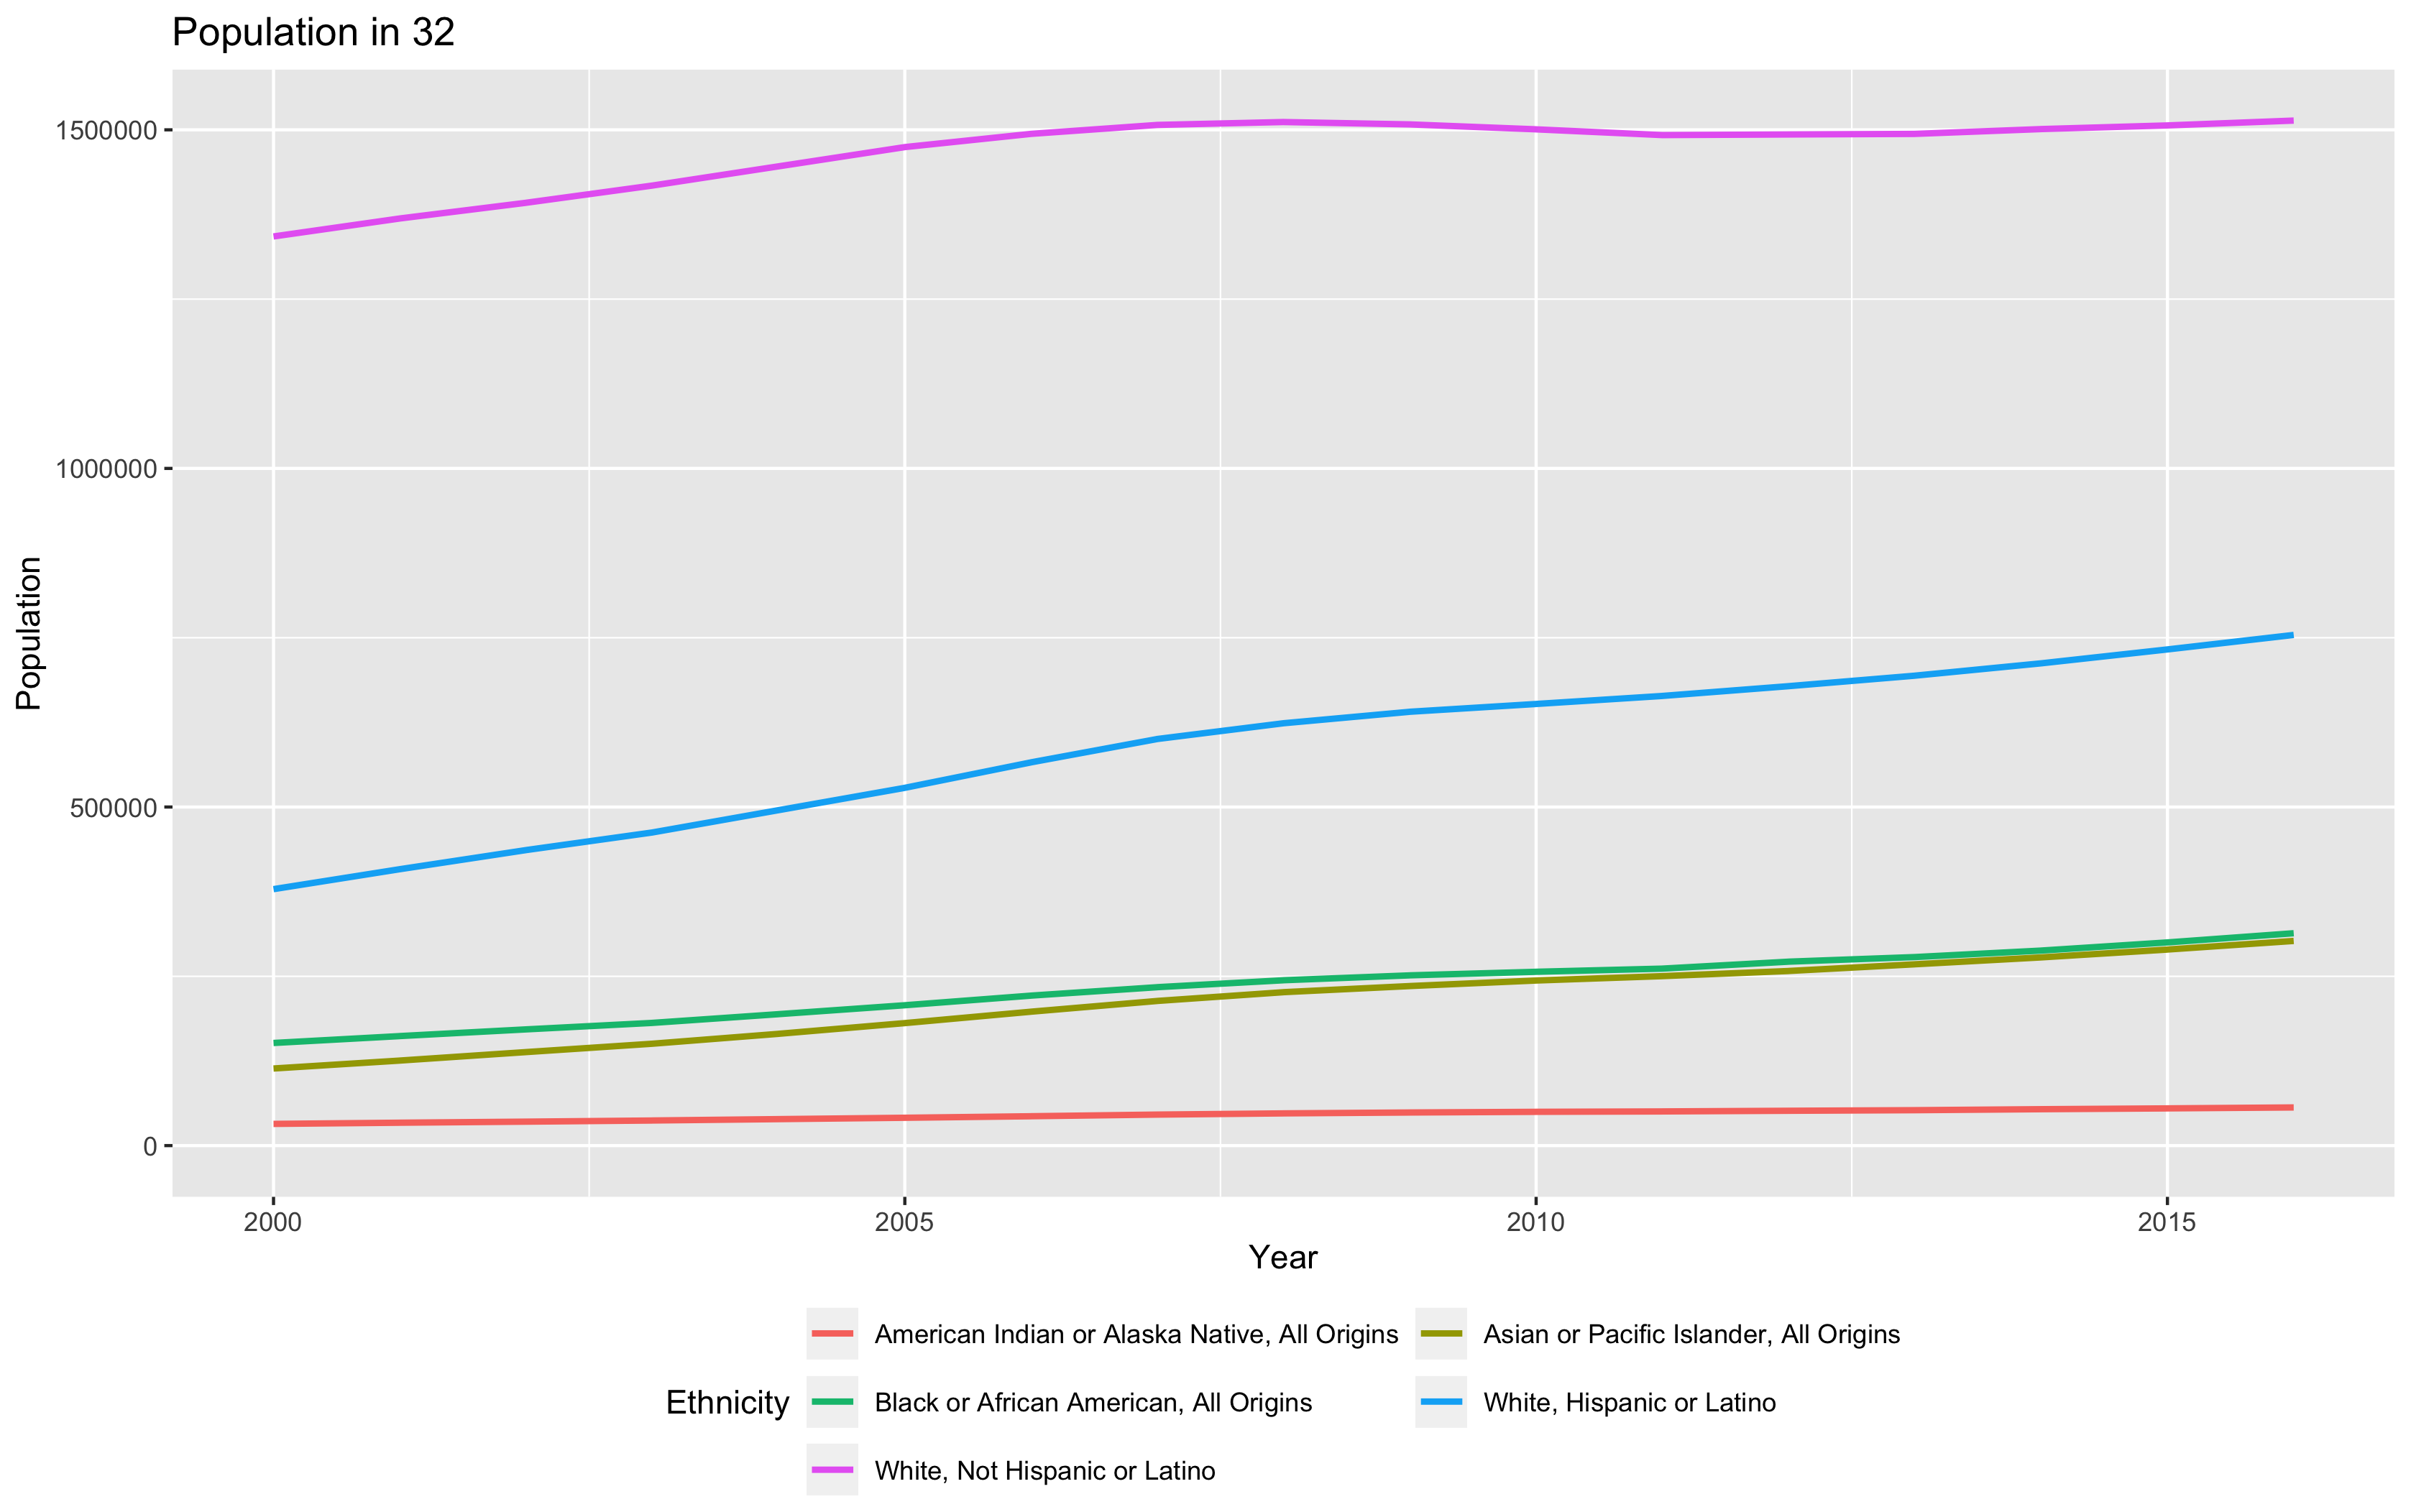 Population in 32
1500000
1000000
500000
0
Population
2000 2005 2010 2015
Year
Ethnicity
American Indian or Alaska Native, All Origins
Asian or Pacific Islander, All Origins
Black or African American, All Origins
White, Hispanic or Latino
White, Not Hispanic or Latino